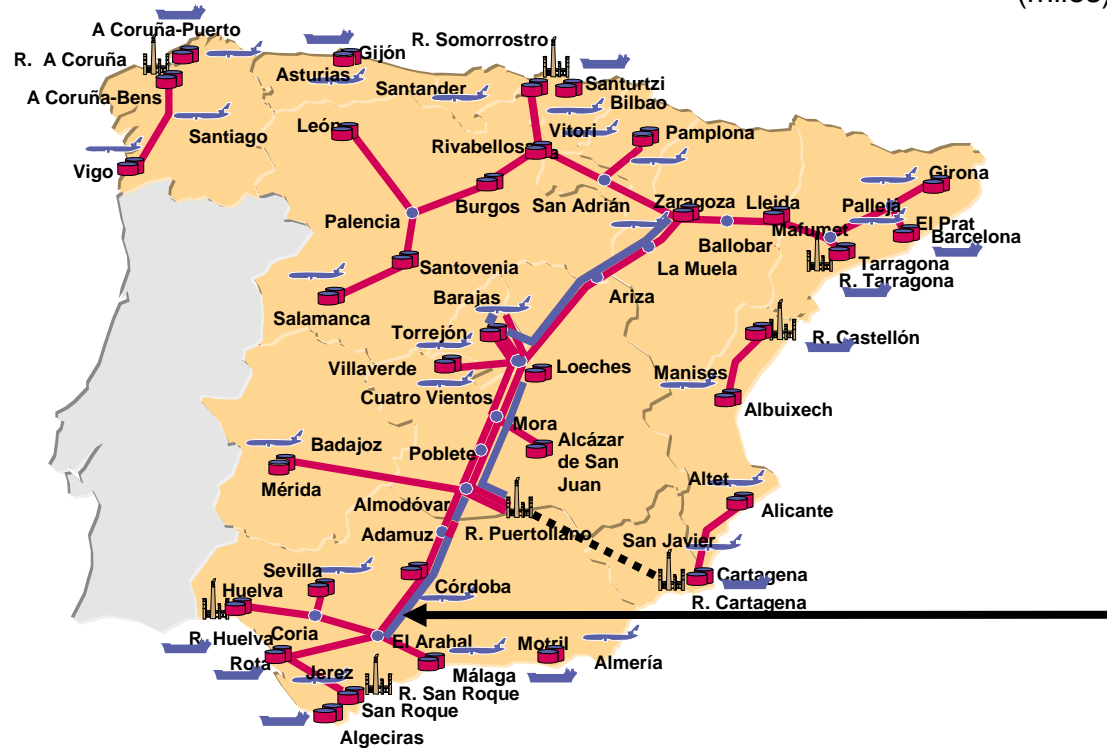 (miles)
A Coruña-Puerto
R. A Coruña
A Coruña-Bens
Santiago
Vigo
Gijón
Asturias
Santander
R. Somorrostro
Santurtzi
Bilbao
Vitori
a
Pamplona
León
Rivabellos
Palencia
Burgos
San Adrián
Zaragoza
Lleida
Ballobar
Mafumet
Pallejá
Girona
El Prat
Barcelona
Tarragona
R. Tarragona
La Muela
Ariza
Santovenia
Salamanca
Barajas
Torrejón
Villaverde
Cuatro Vientos
Loeches
R. Castellón
Manises
Albuixech
Mora
Alcázar
de San
Juan
Poblete
Badajoz
Mérida
Almodóvar
R. Puertollano
Adamuz
Altet
Alicante
San Javier
Cartagena
R. Cartagena
Córdoba
Sevilla
Huelva
R. Huelva
Coria
El Arahal
Rota
Jerez
Málaga
Motril
Almería
R. San Roque
San Roque
Algeciras